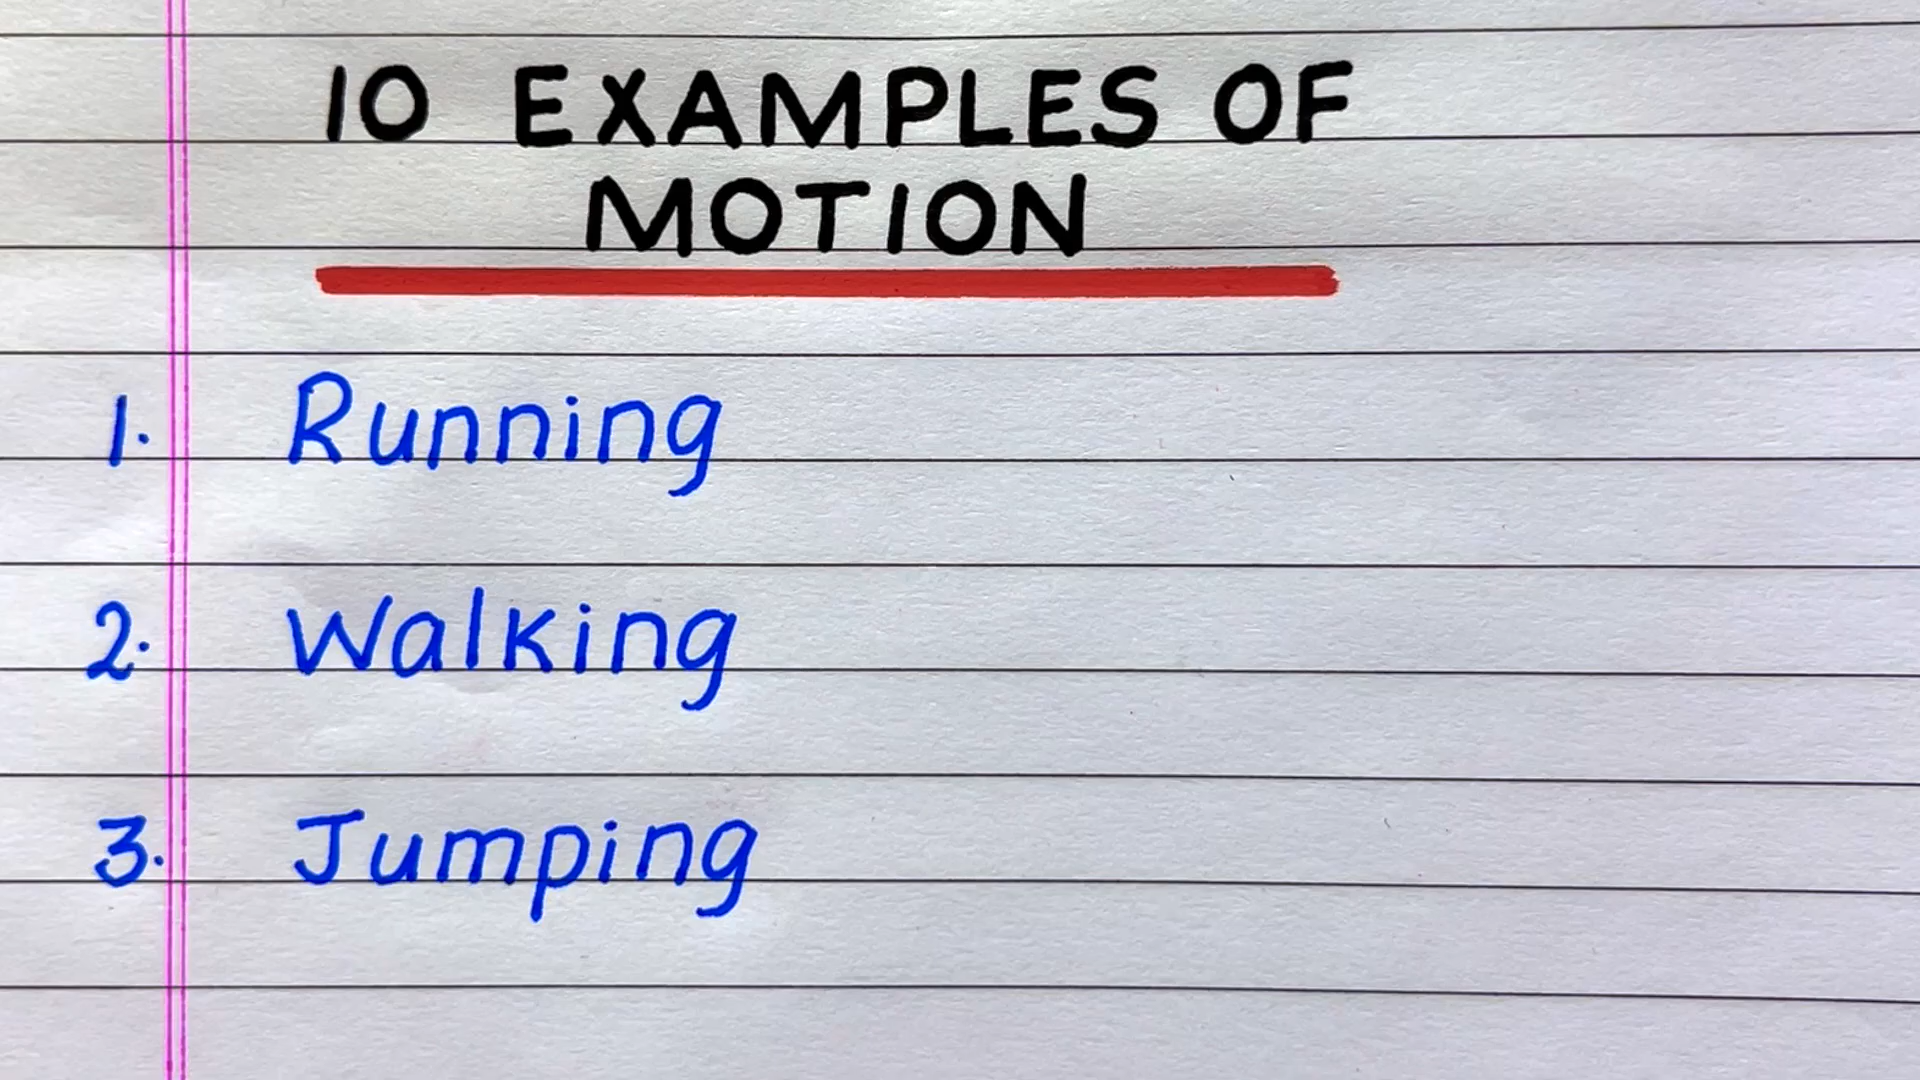 10 EXAMPLES OF
MOTION
1. Running
2. Walking
3. Jumping